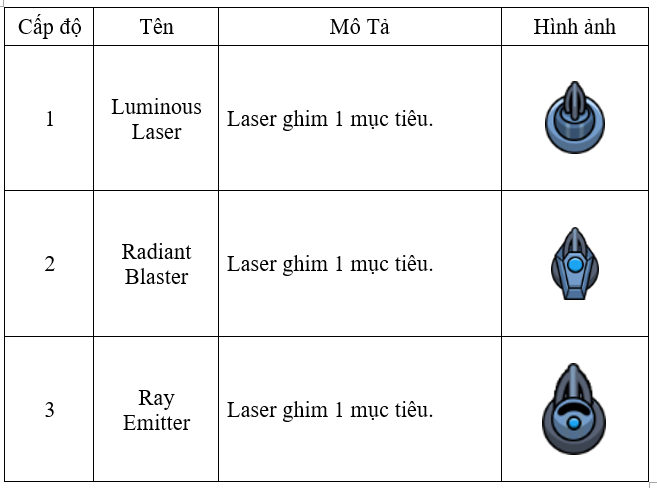 Cấp độ Tên Mô Tả Hình ảnh
1 Luminous Laser Laser ghim 1 mục tiêu.
2 Radiant Blaster Laser ghim 1 mục tiêu.
3 Ray Emitter Laser ghim 1 mục tiêu.